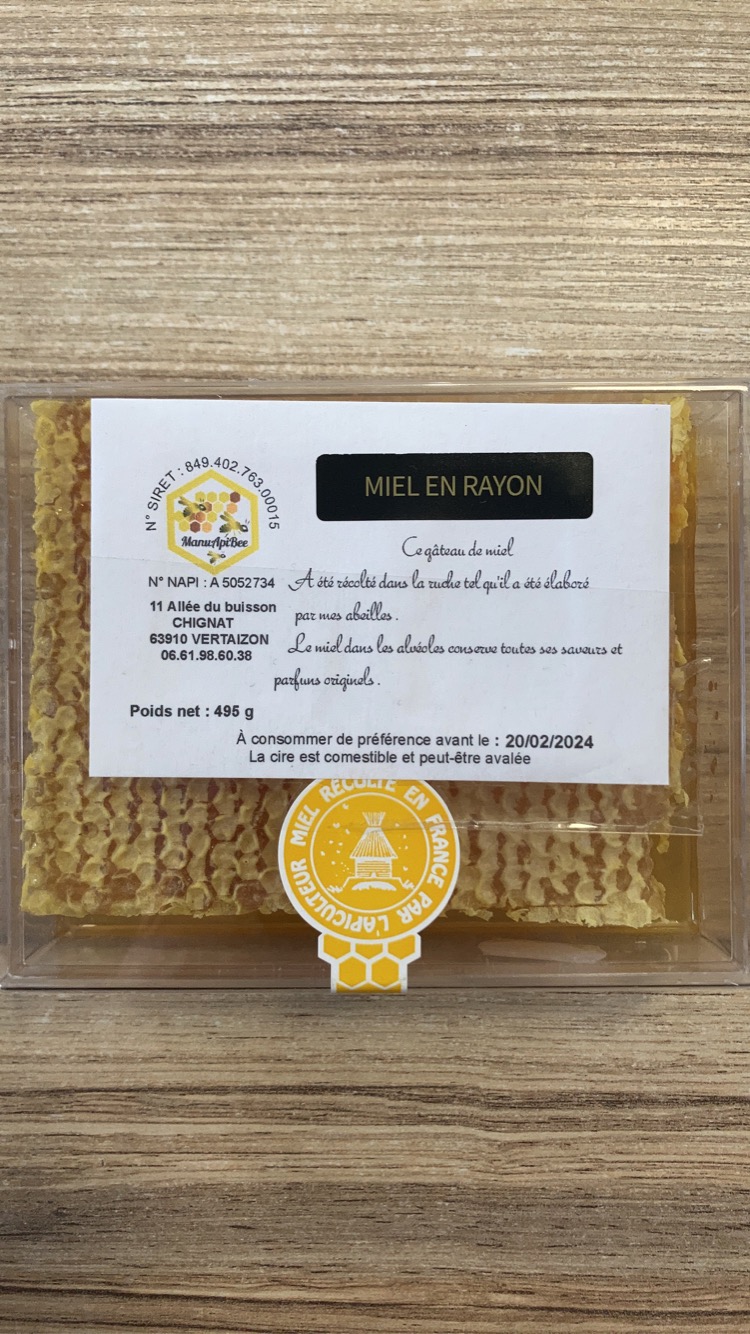 N° SIRET : 849.402.763.00015
ManuApiBee
N° NAPI : A 5052734
11 Allée du buisson
CHIGNAT
63910 VERTAIZON
06.61.98.60.38
MIEL EN RAYON
Ce gâteau de miel
A été récolté dans la ruche tel qu'il a été élaboré
par mes abeilles .
Le miel dans les alvéoles conserve toutes ses saveurs et
parfums originels .
Poids net : 495 g
À consommer de préférence avant le : 20/02/2024
La cire est comestible et peut-être avalée
MIEL RÉCOLTÉ EN FRANCE PAR L'APICULTEUR